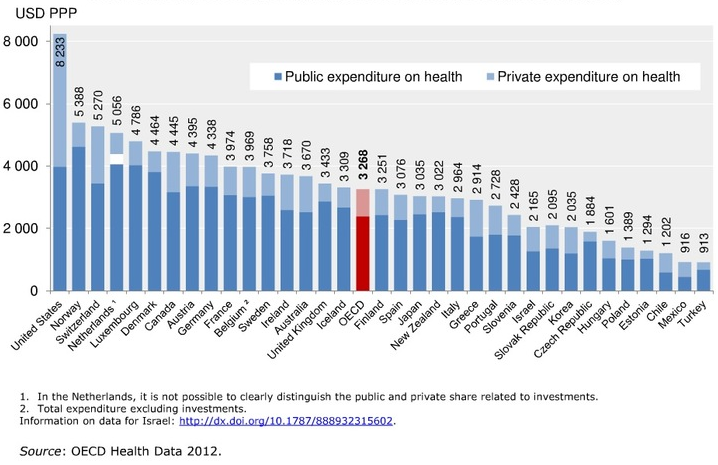 USD PPP
8 000
6 000
4 000
2 000
0
Public expenditure on health
Private expenditure on health
8 233
5 388
5 270
5 056
4 786
4 464
4 445
4 395
4 338
3 974
3 969
3 758
3 718
3 670
3 433
3 309
3 268
3 251
3 076
3 035
3 022
2 964
2 914
2 728
2 428
2 165
2 095
2 035
1 884
1 601
1 389
1 294
1 202
916
913
United States
Norway
Switzerland
Netherlands ¹
Luxembourg
Denmark
Canada
Austria
Germany
France
Belgium ²
Sweden
Ireland
Australia
United Kingdom
Iceland
OECD
Finland
Spain
Japan
New Zealand
Italy
Greece
Portugal
Slovenia
Israel
Slovak Republic
Korea
Czech Republic
Hungary
Poland
Estonia
Chile
Mexico
Turkey
1. In the Netherlands, it is not possible to clearly distinguish the public and private share related to investments.
2. Total expenditure excluding investments.
Information on data for Israel: http://dx.doi.org/10.1787/888932315602.
Source: OECD Health Data 2012.